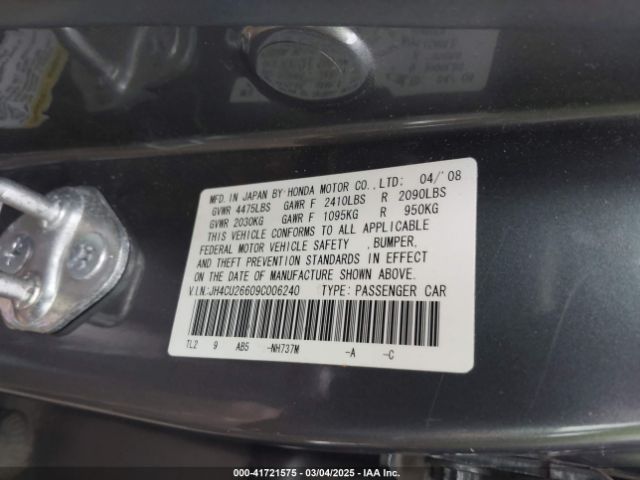 MFD. IN JAPAN BY HONDA MOTOR CO., LTD: 04/'08
GVWR 4475LBS GAWR F 2410LBS R 2090LBS
GVWR 2030KG GAWR F 1095KG R 950KG
THIS VEHICLE CONFORMS TO ALL APPLICABLE
FEDERAL MOTOR VEHICLE SAFETY ,BUMPER,
AND THEFT PREVENTION STANDARDS IN EFFECT
ON THE DATE OF MANUFACTURE SHOWN ABOVE.
V.I.N:JH4CU26609C006240 TYPE: PASSENGER CAR
TL2 9 AB5 -NH737M -A -C
000-41721575 - 03/04/2025 - IAA Inc.